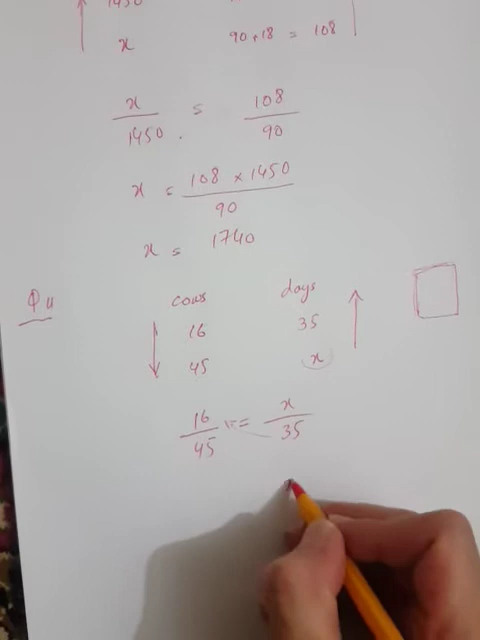 1450
x 90+18 = 108
x/1450 = 108/90
x = 108 × 1450/90
x = 1740
Q4 cows days
16 35
45 x
16/45 = x/35